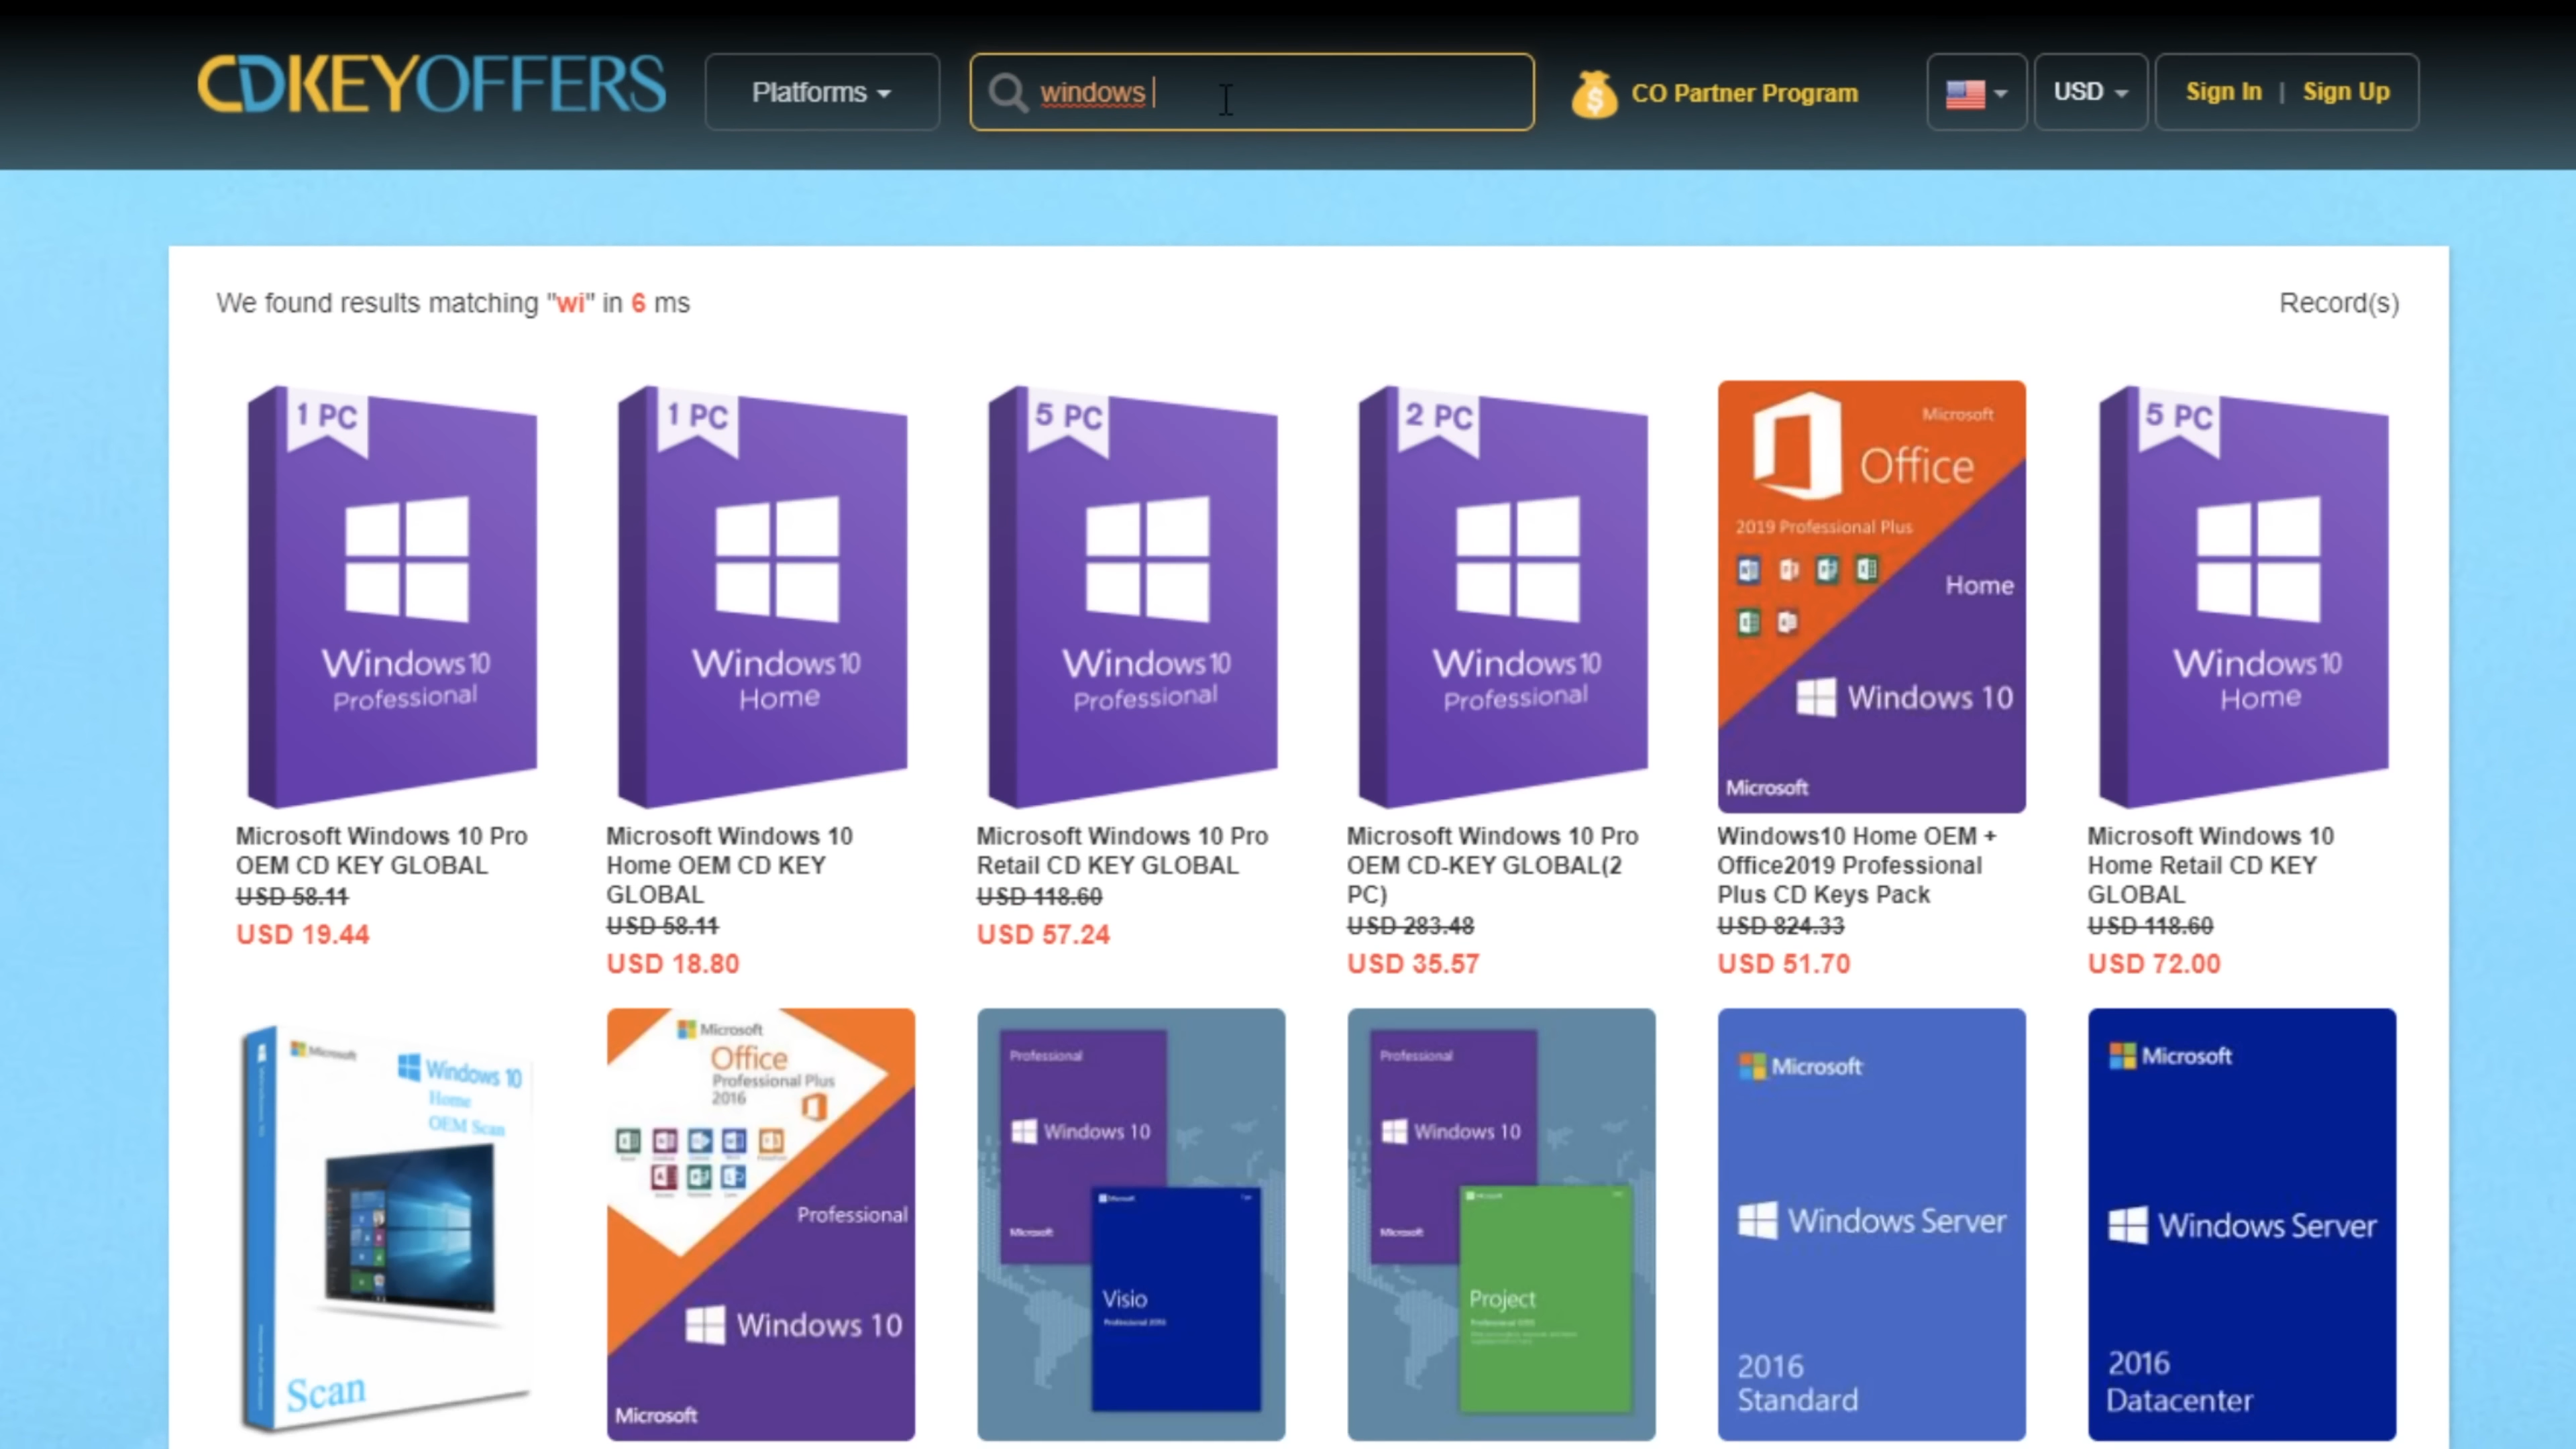 CDKEYOFFERS
Platforms
windows
CO Partner Program
USD
Sign In | Sign Up
We found results matching "wi" in 6 ms
Record(s)
1 PC
Windows 10
Professional
Microsoft Windows 10 Pro
OEM CD KEY GLOBAL
USD 58.11
USD 19.44
1 PC
Windows 10
Home
Microsoft Windows 10
Home OEM CD KEY
GLOBAL
USD 58.11
USD 18.80
5 PC
Windows 10
Professional
Microsoft Windows 10 Pro
Retail CD KEY GLOBAL
USD 118.60
USD 57.24
2 PC
Windows 10
Professional
Microsoft Windows 10 Pro
OEM CD-KEY GLOBAL(2
PC)
USD 283.48
USD 35.57
Microsoft
Office
2019 Professional Plus
Home
Windows 10
Microsoft
Windows10 Home OEM +
Office2019 Professional
Plus CD Keys Pack
USD 824.33
USD 51.70
5 PC
Windows 10
Home
Microsoft Windows 10
Home Retail CD KEY
GLOBAL
USD 118.60
USD 72.00
Microsoft
Windows 10
Home
OEM Scan
Scan
Microsoft
Office
Professional Plus
2016
Professional
Windows 10
Microsoft
Professional
Windows 10
Microsoft
Microsoft
Visio
Professional
Professional
Windows 10
Microsoft
Microsoft
Project
Professional
Microsoft
Windows Server
2016
Standard
Microsoft
Windows Server
2016
Datacenter